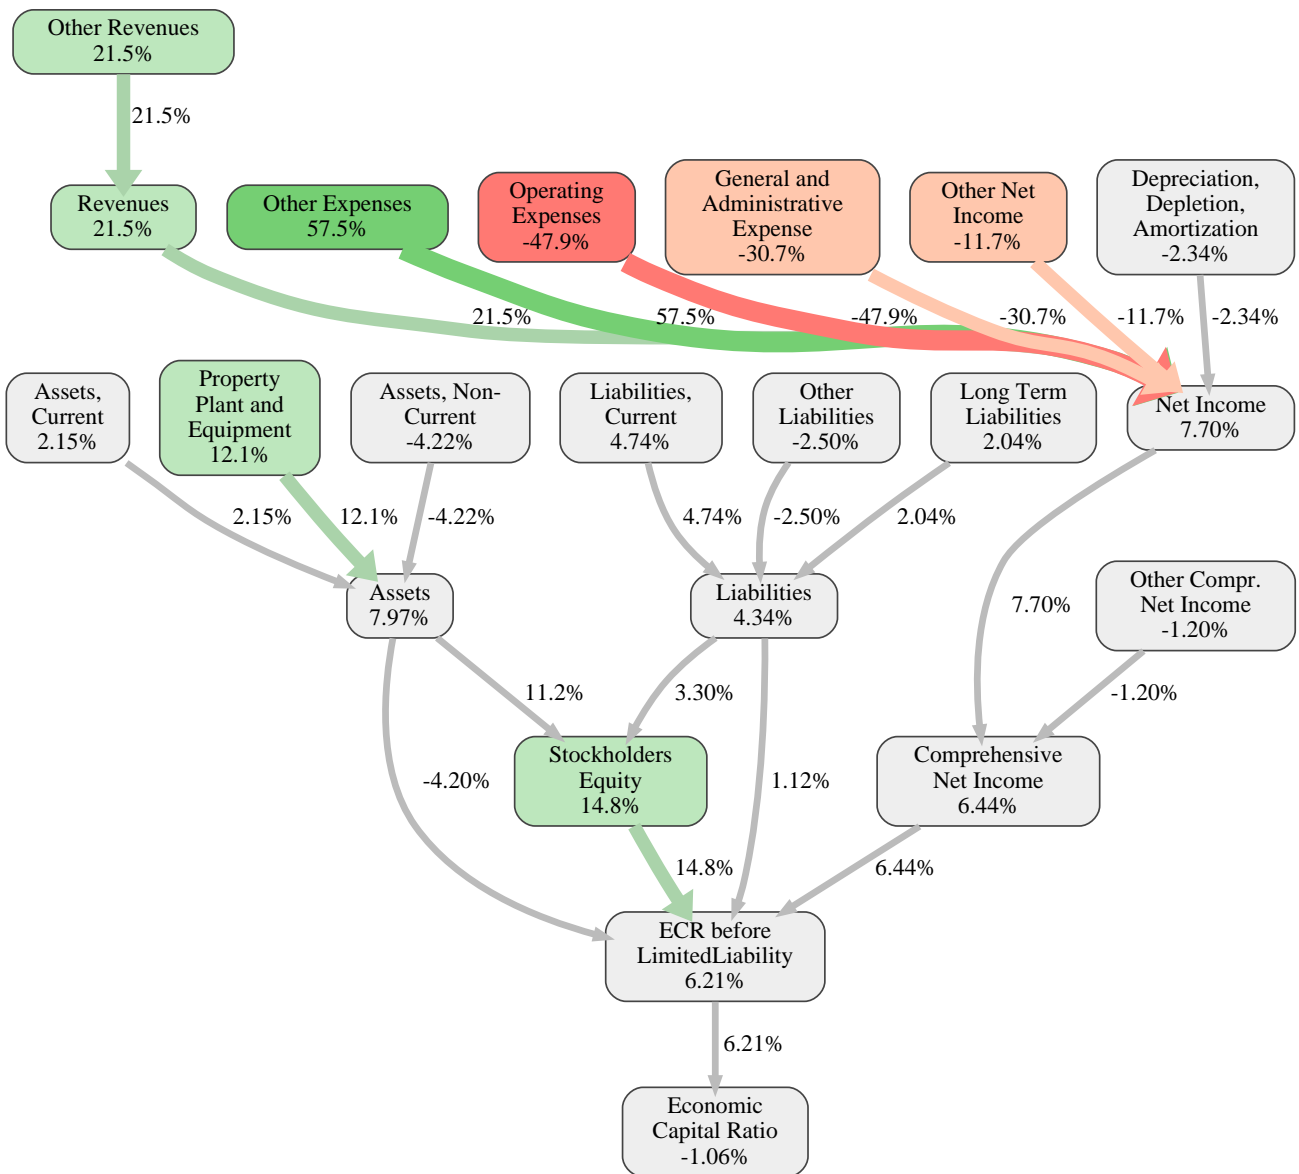 Other Revenues
21.5%
21.5%
Revenues
21.5%
Other Expenses
57.5%
Operating
Expenses
-47.9%
General and
Administrative
Expense
-30.7%
Other Net
Income
-11.7%
Depreciation,
Depletion,
Amortization
-2.34%
21.5%
57.5%
-47.9%
-30.7%
-11.7%
-2.34%
Assets,
Current
2.15%
Property
Plant and
Equipment
12.1%
Assets, Non-
Current
-4.22%
Liabilities,
Current
4.74%
Other
Liabilities
-2.50%
Long Term
Liabilities
2.04%
Net Income
7.70%
2.15%
12.1%
-4.22%
4.74%
-2.50%
2.04%
7.70%
Assets
7.97%
Liabilities
4.34%
Other Compr.
Net Income
-1.20%
11.2%
3.30%
-1.20%
-4.20%
1.12%
Stockholders
Equity
14.8%
Comprehensive
Net Income
6.44%
14.8%
6.44%
ECR before
LimitedLiability
6.21%
6.21%
Economic
Capital Ratio
-1.06%